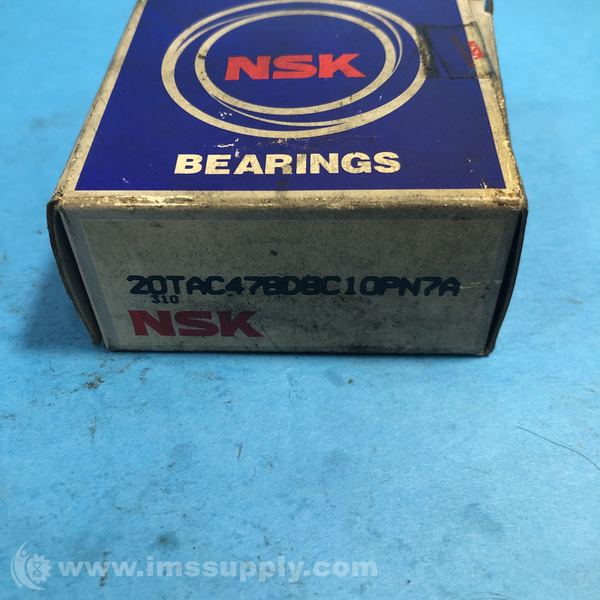 NSK
BEARINGS
20TAC47BDBC10PN7A
310
NSK
www.imssupply.com